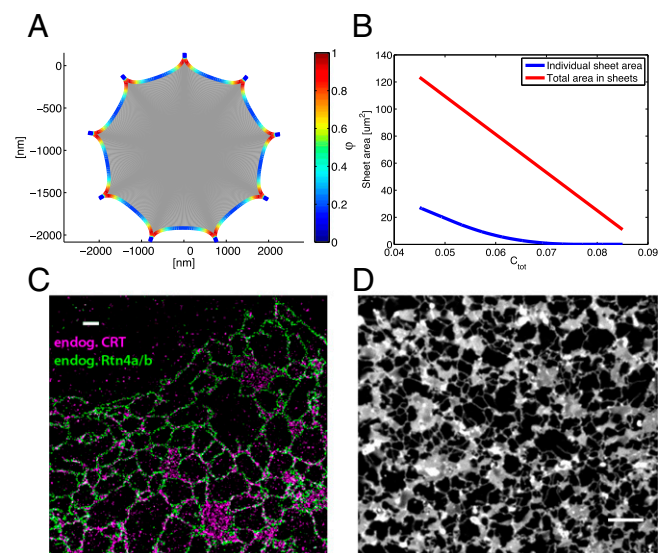 A
0
−500
−1000
−1500
−2000
[nm]
−2000 −1000 0 1000 2000
[nm]
1
0.8
0.6
0.4
0.2
0
φ
B
140
120
100
80
60
40
20
0
Sheet area [um²]
Individual sheet area
Total area in sheets
0.04 0.05 0.06 0.07 0.08 0.09
C_tot
C
endog. CRT
endog. Rtn4a/b
D